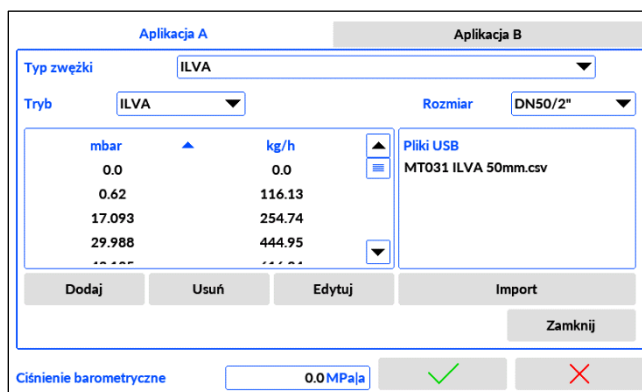 Aplikacja A Aplikacja B
Typ zwężki ILVA
Tryb ILVA Rozmiar DN50/2"
mbar kg/h Pliki USB
0.0 0.0 MT031 ILVA 50mm.csv
0.62 116.13
17.093 254.74
29.988 444.95
Dodaj Usuń Edytuj Import
Zamknij
Ciśnienie barometryczne 0.0 MPa|a